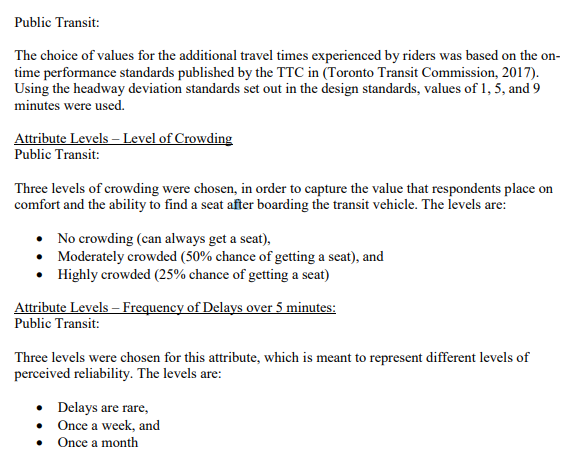 Public Transit:
The choice of values for the additional travel times experienced by riders was based on the on-
time performance standards published by the TTC in (Toronto Transit Commission, 2017).
Using the headway deviation standards set out in the design standards, values of 1, 5, and 9
minutes were used.
Attribute Levels – Level of Crowding
Public Transit:
Three levels of crowding were chosen, in order to capture the value that respondents place on
comfort and the ability to find a seat after boarding the transit vehicle. The levels are:
• No crowding (can always get a seat),
• Moderately crowded (50% chance of getting a seat), and
• Highly crowded (25% chance of getting a seat)
Attribute Levels – Frequency of Delays over 5 minutes:
Public Transit:
Three levels were chosen for this attribute, which is meant to represent different levels of
perceived reliability. The levels are:
• Delays are rare,
• Once a week, and
• Once a month